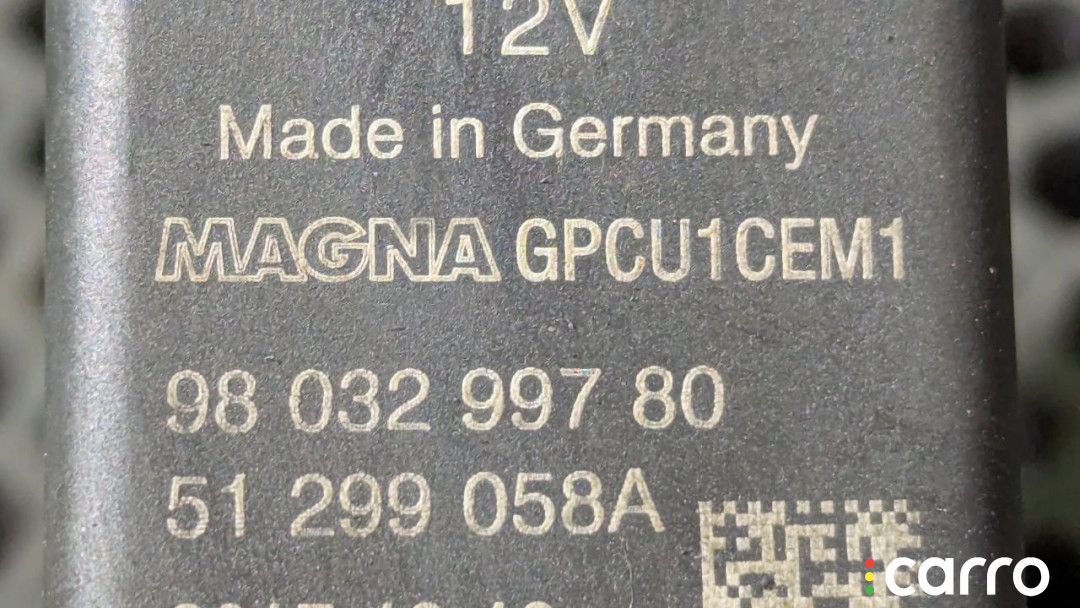 12V
Made in Germany
MAGNA GPCU1CEM1
98 032 997 80
51 299 058A
carro